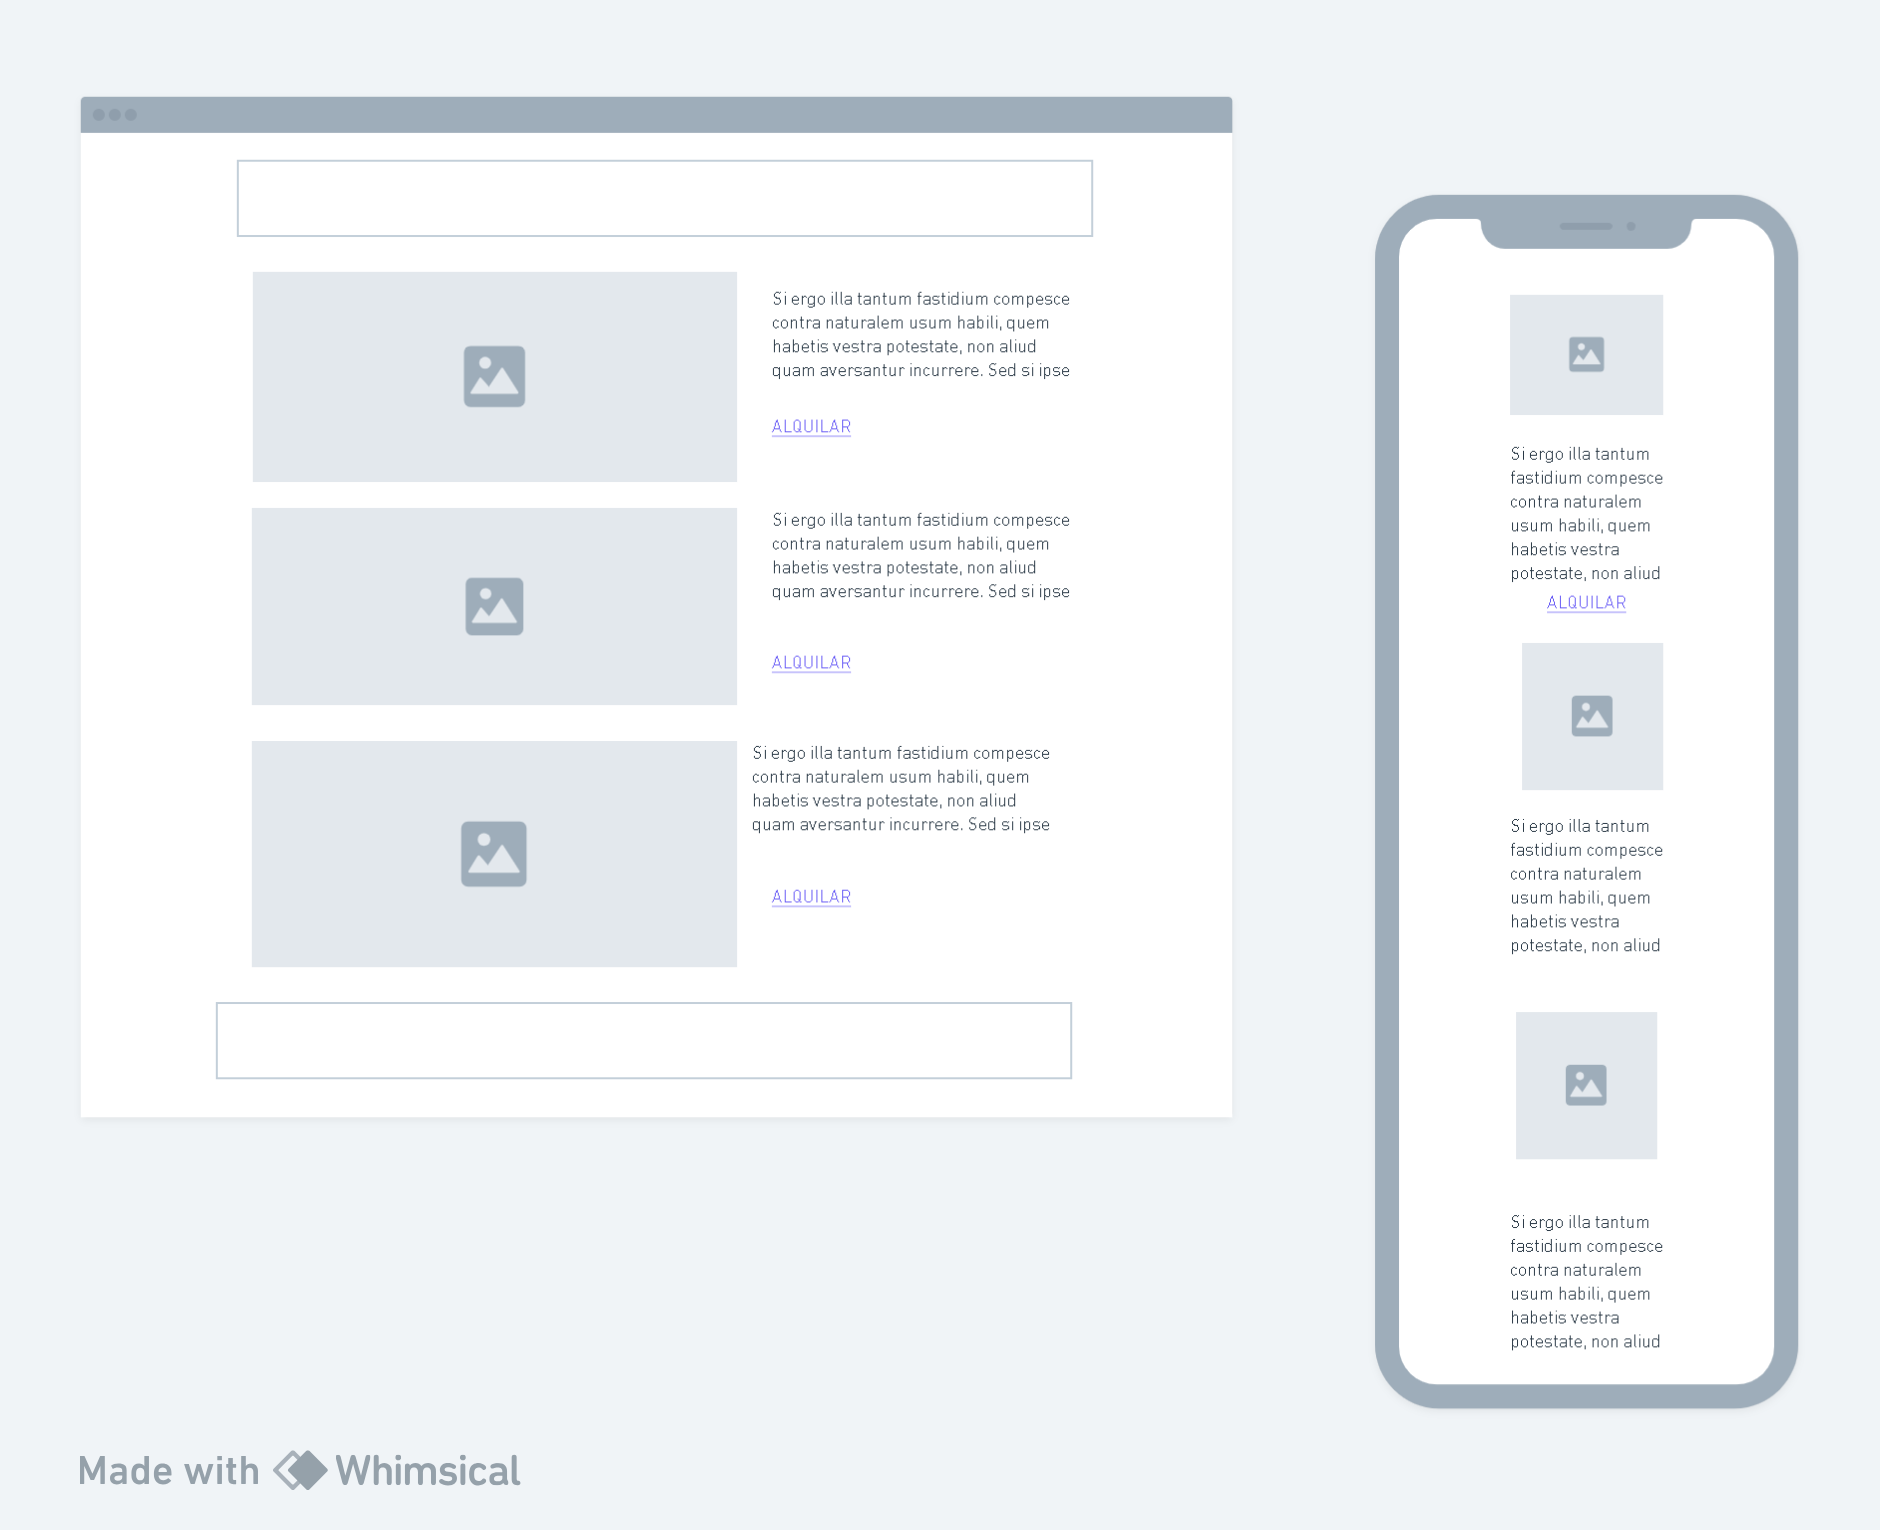 Si ergo illa tantum fastidium compesce
contra naturalem usum habili, quem
habetis vestra potestate, non aliud
quam aversantur incurrere. Sed si ipse
ALQUILAR
Si ergo illa tantum fastidium compesce
contra naturalem usum habili, quem
habetis vestra potestate, non aliud
quam aversantur incurrere. Sed si ipse
ALQUILAR
Si ergo illa tantum fastidium compesce
contra naturalem usum habili, quem
habetis vestra potestate, non aliud
quam aversantur incurrere. Sed si ipse
ALQUILAR
Si ergo illa tantum
fastidium compesce
contra naturalem
usum habili, quem
habetis vestra
potestate, non aliud
ALQUILAR
Si ergo illa tantum
fastidium compesce
contra naturalem
usum habili, quem
habetis vestra
potestate, non aliud
Si ergo illa tantum
fastidium compesce
contra naturalem
usum habili, quem
habetis vestra
potestate, non aliud
Made with Whimsical